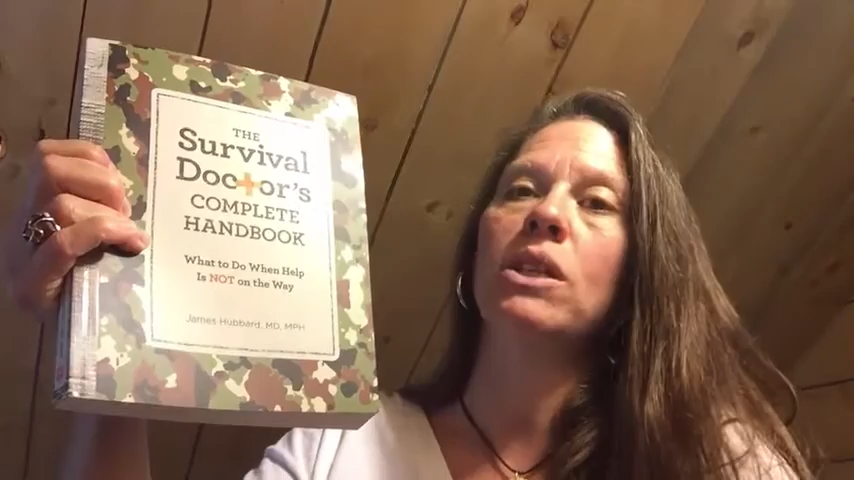 THE
Survival
Doctor's
COMPLETE
HANDBOOK
What to Do When Help
Is NOT on the Way
James Hubbard, MD, MPH